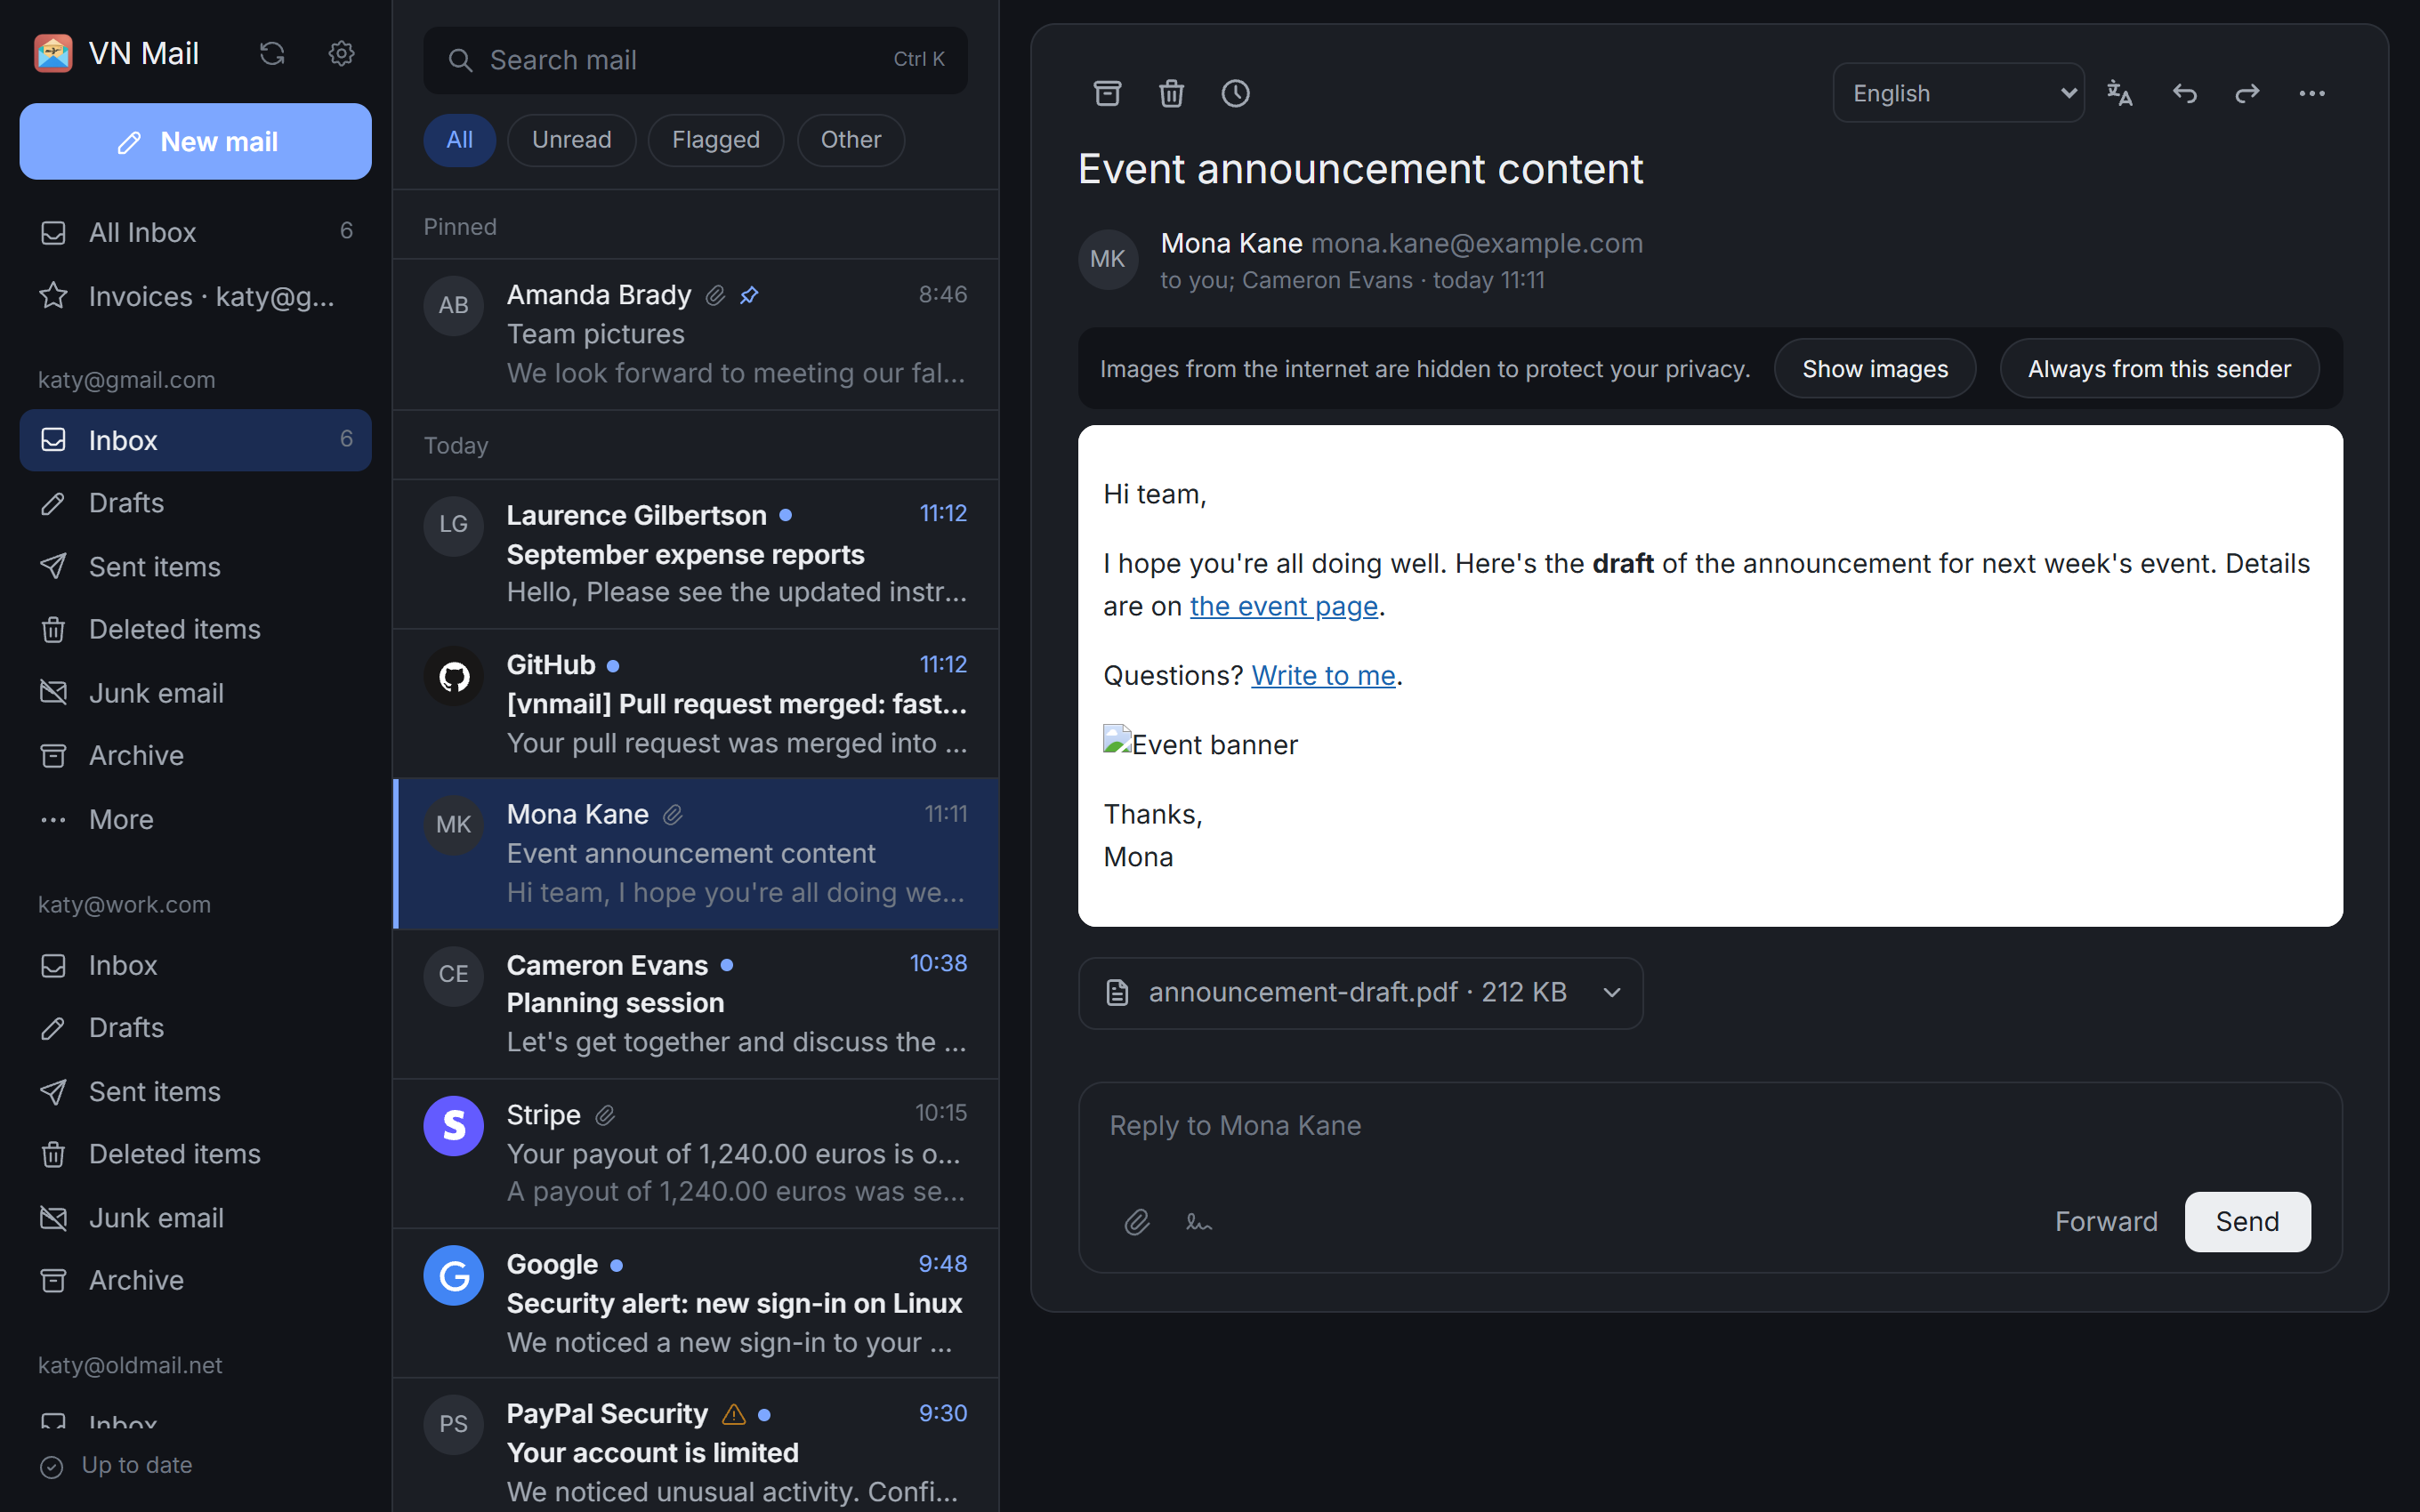 VN Mail
New mail
All Inbox 6
Invoices · katy@g...
katy@gmail.com
Inbox 6
Drafts
Sent items
Deleted items
Junk email
Archive
More
katy@work.com
Inbox
Drafts
Sent items
Deleted items
Junk email
Archive
katy@oldmail.net
Inbox
Up to date
Search mail Ctrl K
All Unread Flagged Other
Pinned
AB Amanda Brady 8:46
Team pictures
We look forward to meeting our fal...
Today
LG Laurence Gilbertson 11:12
September expense reports
Hello, Please see the updated instr...
GitHub 11:12
[vnmail] Pull request merged: fast...
Your pull request was merged into ...
MK Mona Kane 11:11
Event announcement content
Hi team, I hope you're all doing we...
CE Cameron Evans 10:38
Planning session
Let's get together and discuss the ...
S Stripe 10:15
Your payout of 1,240.00 euros is o...
A payout of 1,240.00 euros was se...
G Google 9:48
Security alert: new sign-in on Linux
We noticed a new sign-in to your ...
PS PayPal Security 9:30
Your account is limited
We noticed unusual activity. Confi...
English
Event announcement content
MK Mona Kane mona.kane@example.com
to you; Cameron Evans · today 11:11
Images from the internet are hidden to protect your privacy. Show images Always from this sender
Hi team,
I hope you're all doing well. Here's the draft of the announcement for next week's event. Details
are on the event page.
Questions? Write to me.
Event banner
Thanks,
Mona
announcement-draft.pdf · 212 KB
Reply to Mona Kane
Forward Send